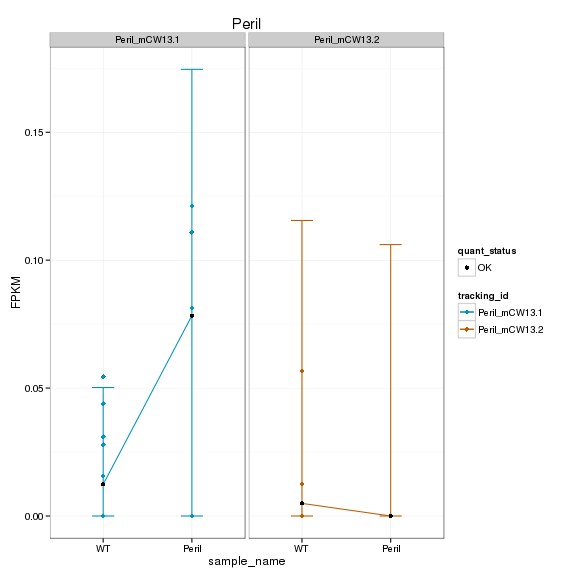 Peril
Peril_mCW13.1
Peril_mCW13.2
0.15
0.10
0.05
0.00
FPKM
WT
Peril
WT
Peril
sample_name
quant_status
OK
tracking_id
Peril_mCW13.1
Peril_mCW13.2